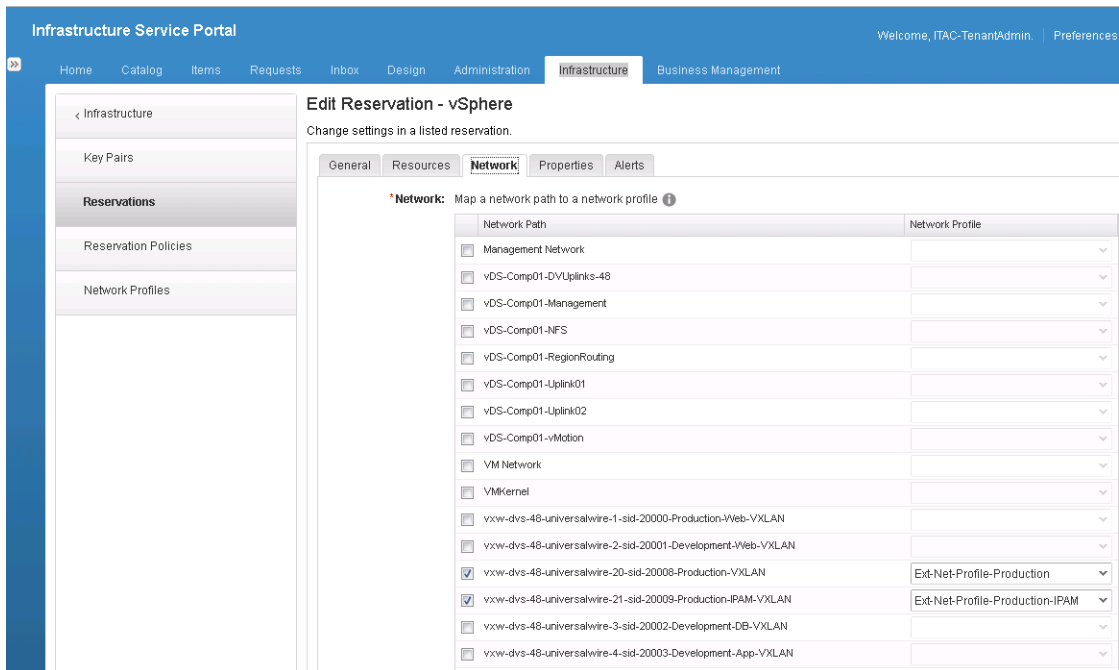 Infrastructure Service Portal
Welcome, ITAC-TenantAdmin. Preferences
Home Catalog Items Requests Inbox Design Administration Infrastructure Business Management
Infrastructure
Key Pairs
Reservations
Reservation Policies
Network Profiles
Edit Reservation - vSphere
Change settings in a listed reservation.
General Resources Network Properties Alerts
*Network: Map a network path to a network profile
Network Path Network Profile
Management Network
vDS-Comp01-DVUplinks-48
vDS-Comp01-Management
vDS-Comp01-NFS
vDS-Comp01-RegionRouting
vDS-Comp01-Uplink01
vDS-Comp01-Uplink02
vDS-Comp01-vMotion
VM Network
VMKernel
vxw-dvs-48-universalwire-1-sid-20000-Production-Web-VXLAN
vxw-dvs-48-universalwire-2-sid-20001-Development-Web-VXLAN
vxw-dvs-48-universalwire-20-sid-20008-Production-VXLAN Ext-Net-Profile-Production
vxw-dvs-48-universalwire-21-sid-20009-Production-IPAM-VXLAN Ext-Net-Profile-Production-IPAM
vxw-dvs-48-universalwire-3-sid-20002-Development-DB-VXLAN
vxw-dvs-48-universalwire-4-sid-20003-Development-App-VXLAN